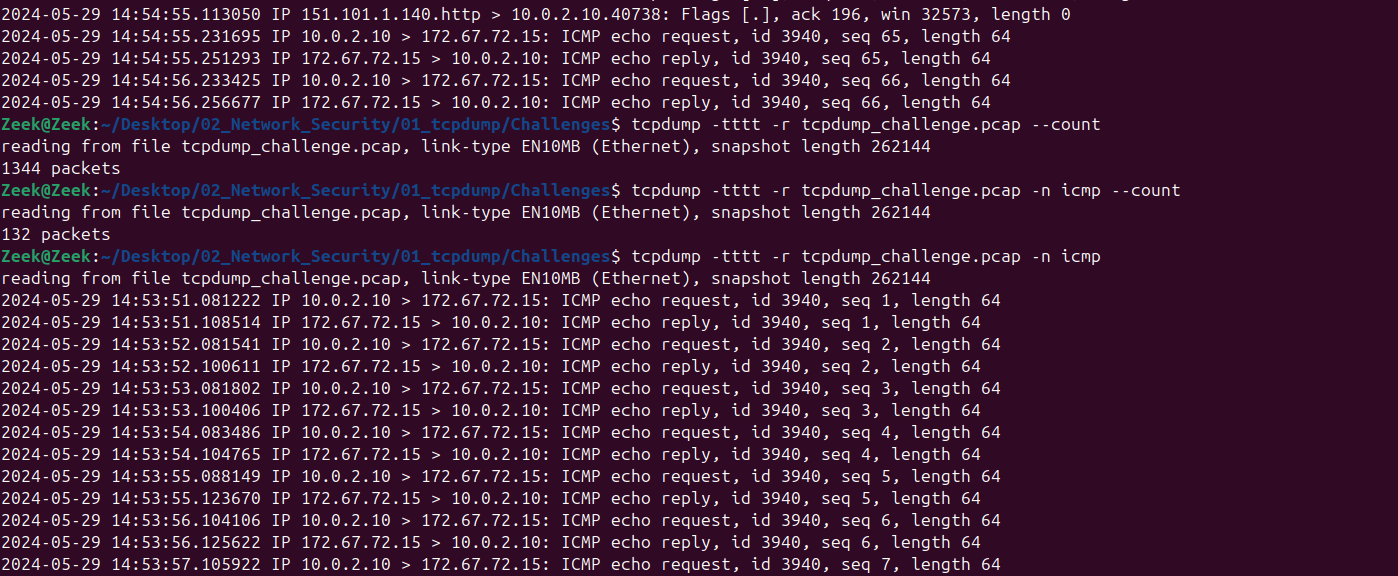 2024-05-29 14:54:55.113050 IP 151.101.1.140.http > 10.0.2.10.40738: Flags [.], ack 196, win 32573, length 0
2024-05-29 14:54:55.231695 IP 10.0.2.10 > 172.67.72.15: ICMP echo request, id 3940, seq 65, length 64
2024-05-29 14:54:55.251293 IP 172.67.72.15 > 10.0.2.10: ICMP echo reply, id 3940, seq 65, length 64
2024-05-29 14:54:56.233425 IP 10.0.2.10 > 172.67.72.15: ICMP echo request, id 3940, seq 66, length 64
2024-05-29 14:54:56.256677 IP 172.67.72.15 > 10.0.2.10: ICMP echo reply, id 3940, seq 66, length 64
Zeek@Zeek:~/Desktop/02_Network_Security/01_tcpdump/Challenges$ tcpdump -tttt -r tcpdump_challenge.pcap --count
reading from file tcpdump_challenge.pcap, link-type EN10MB (Ethernet), snapshot length 262144
1344 packets
Zeek@Zeek:~/Desktop/02_Network_Security/01_tcpdump/Challenges$ tcpdump -tttt -r tcpdump_challenge.pcap -n icmp --count
reading from file tcpdump_challenge.pcap, link-type EN10MB (Ethernet), snapshot length 262144
132 packets
Zeek@Zeek:~/Desktop/02_Network_Security/01_tcpdump/Challenges$ tcpdump -tttt -r tcpdump_challenge.pcap -n icmp
reading from file tcpdump_challenge.pcap, link-type EN10MB (Ethernet), snapshot length 262144
2024-05-29 14:53:51.081222 IP 10.0.2.10 > 172.67.72.15: ICMP echo request, id 3940, seq 1, length 64
2024-05-29 14:53:51.108514 IP 172.67.72.15 > 10.0.2.10: ICMP echo reply, id 3940, seq 1, length 64
2024-05-29 14:53:52.081541 IP 10.0.2.10 > 172.67.72.15: ICMP echo request, id 3940, seq 2, length 64
2024-05-29 14:53:52.100611 IP 172.67.72.15 > 10.0.2.10: ICMP echo reply, id 3940, seq 2, length 64
2024-05-29 14:53:53.081802 IP 10.0.2.10 > 172.67.72.15: ICMP echo request, id 3940, seq 3, length 64
2024-05-29 14:53:53.100406 IP 172.67.72.15 > 10.0.2.10: ICMP echo reply, id 3940, seq 3, length 64
2024-05-29 14:53:54.083486 IP 10.0.2.10 > 172.67.72.15: ICMP echo request, id 3940, seq 4, length 64
2024-05-29 14:53:54.104765 IP 172.67.72.15 > 10.0.2.10: ICMP echo reply, id 3940, seq 4, length 64
2024-05-29 14:53:55.088149 IP 10.0.2.10 > 172.67.72.15: ICMP echo request, id 3940, seq 5, length 64
2024-05-29 14:53:55.123670 IP 172.67.72.15 > 10.0.2.10: ICMP echo reply, id 3940, seq 5, length 64
2024-05-29 14:53:56.104106 IP 10.0.2.10 > 172.67.72.15: ICMP echo request, id 3940, seq 6, length 64
2024-05-29 14:53:56.125622 IP 172.67.72.15 > 10.0.2.10: ICMP echo reply, id 3940, seq 6, length 64
2024-05-29 14:53:57.105922 IP 10.0.2.10 > 172.67.72.15: ICMP echo request, id 3940, seq 7, length 64